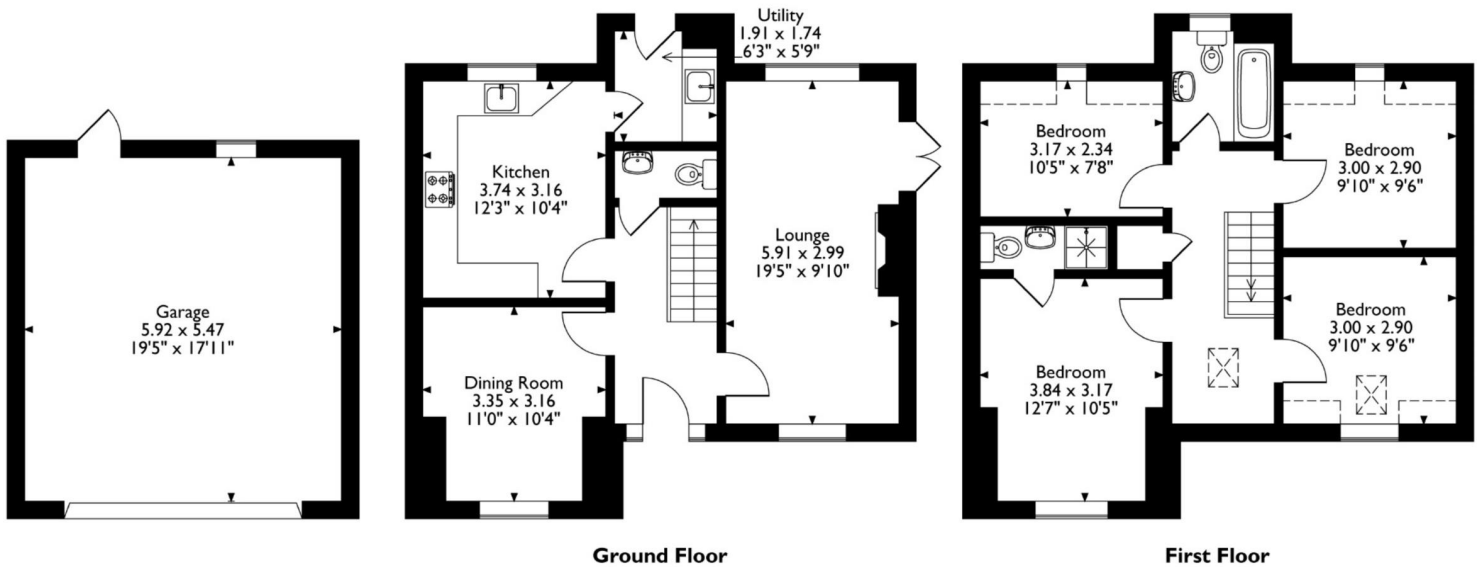 Garage
5.92 x 5.47
19'5" x 17'11"
Utility
1.91 x 1.74
6'3" x 5'9"
Kitchen
3.74 x 3.16
12'3" x 10'4"
Lounge
5.91 x 2.99
19'5" x 9'10"
Dining Room
3.35 x 3.16
11'0" x 10'4"
Ground Floor
Bedroom
3.17 x 2.34
10'5" x 7'8"
Bedroom
3.00 x 2.90
9'10" x 9'6"
Bedroom
3.84 x 3.17
12'7" x 10'5"
Bedroom
3.00 x 2.90
9'10" x 9'6"
First Floor